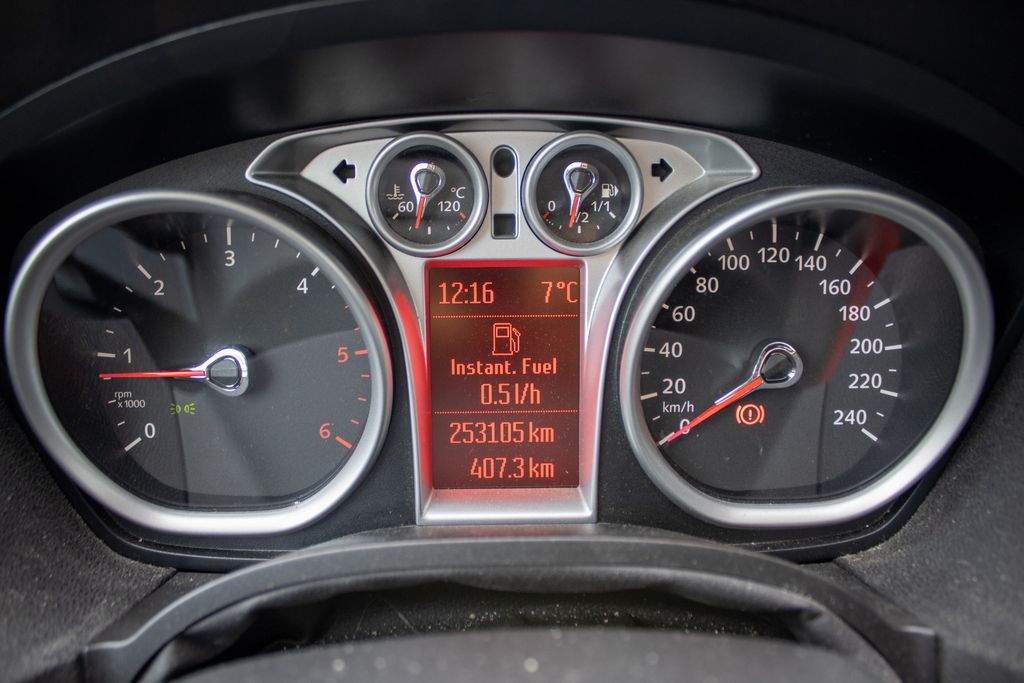 60 120 °C
0 1/2 1/1
0 1 2 3 4 5 6
rpm
x1000
12:16 7°C
Instant. Fuel
0.5 l/h
253105 km
407.3 km
0 20 40 60 80 100 120 140 160 180 200 220 240
km/h